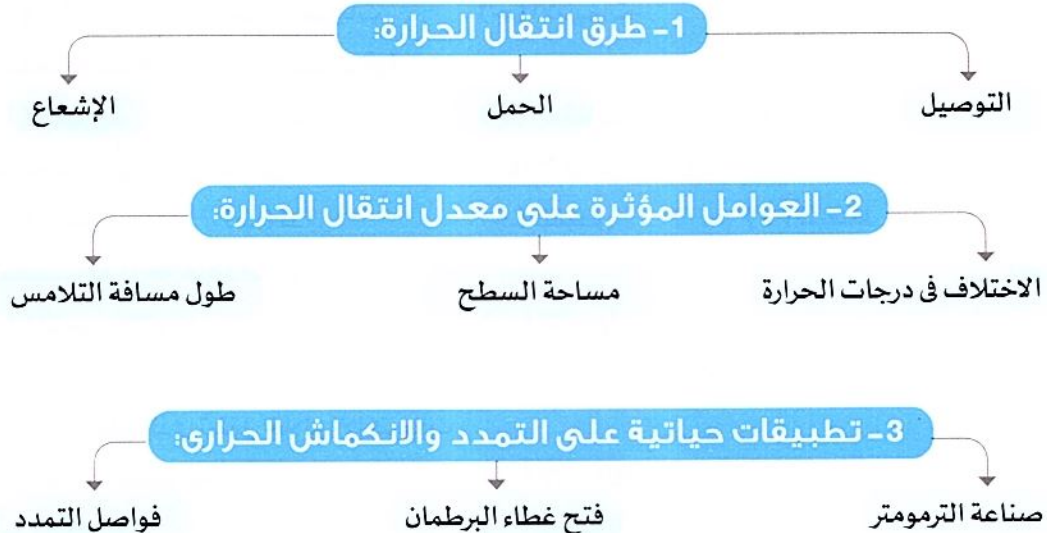 1- طرق انتقال الحرارة:
التوصيل الحمل الإشعاع
2- العوامل المؤثرة على معدل انتقال الحرارة:
الاختلاف فى درجات الحرارة مساحة السطح طول مسافة التلامس
3- تطبيقات حياتية على التمدد والانكماش الحرارى:
صناعة الترمومتر فتح غطاء البرطمان فواصل التمدد